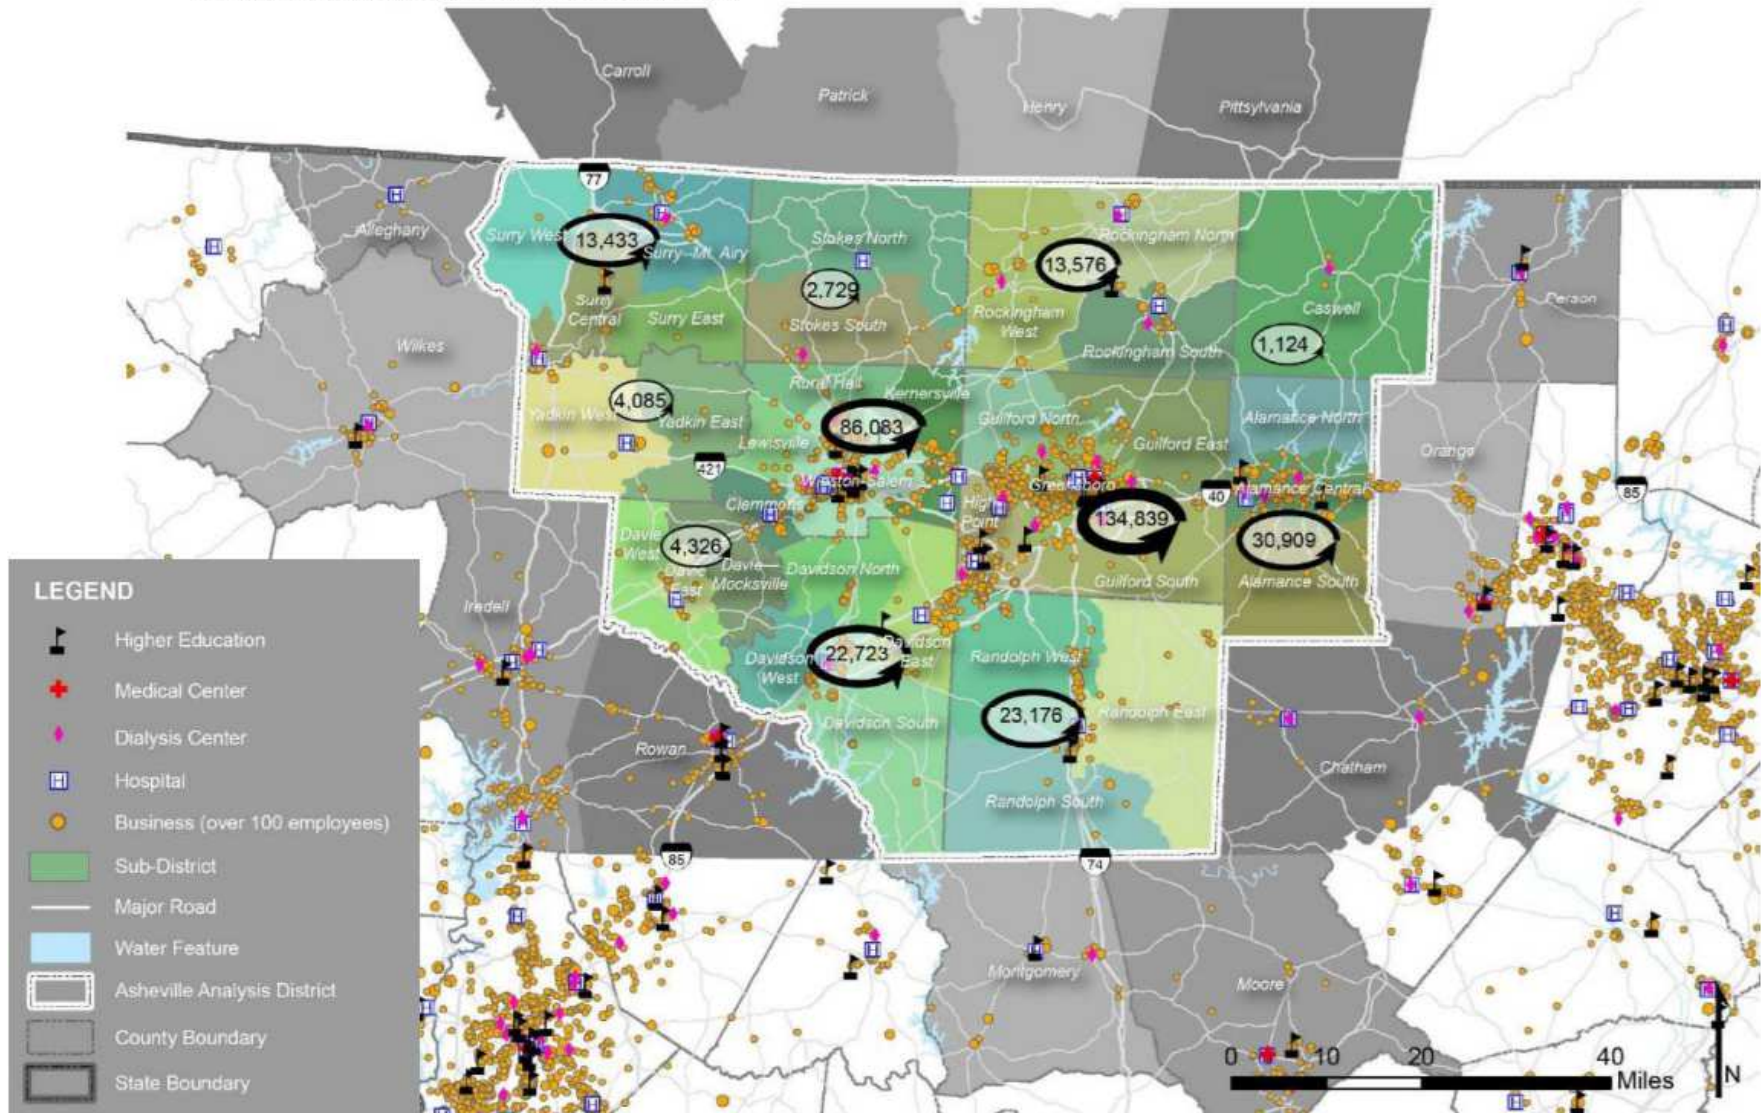 Carroll
Patrick
Henry
Pittsylvania
77
Alleghany
Surry West
13,433
Surry--Mt. Airy
Stokes North
13,576
Rockingham North
Surry
Central
Surry East
2,729
Stokes South
Rockingham
West
Caswell
Person
Wilkes
Rockingham South
1,124
Rural Hall
Kernersville
4,085
Yadkin West
Yadkin East
86,083
Guilford North
Alamance North
Lewisville
Guilford East
Orange
421
Winston-Salem
Greensboro
40
Alamance Central
85
Clemmons
High
Point
134,839
Davie
West
4,326
30,909
Davie
East
Davie—
Mocksville
Davidson North
Guilford South
Alamance South
Iredell
22,723
Davidson
East
Davidson
West
Randolph West
23,176
Randolph East
Davidson South
Rowan
Chatham
Randolph South
85
74
Montgomery
Moore
LEGEND
Higher Education
Medical Center
Dialysis Center
Hospital
Business (over 100 employees)
Sub-District
Major Road
Water Feature
Asheville Analysis District
County Boundary
State Boundary
0 10 20 40
Miles
N